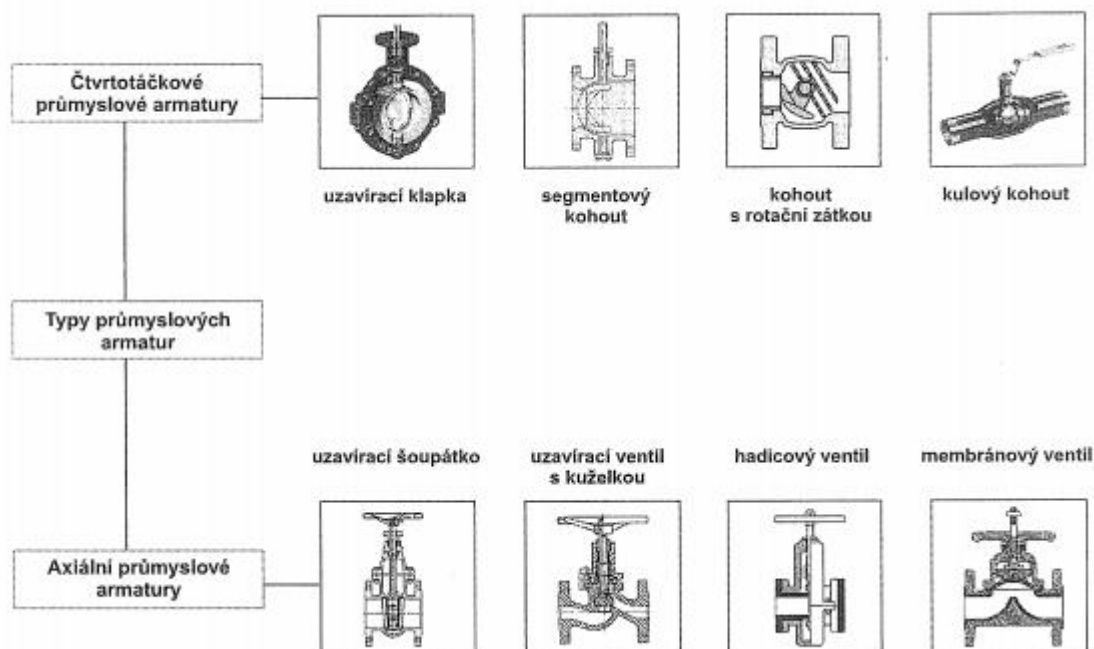 Čtvrtotáčkové
průmyslové armatury
uzavírací klapka
segmentový
kohout
kohout
s rotační zátkou
kulový kohout
Typy průmyslových
armatur
uzavírací šoupátko
uzavírací ventil
s kuželkou
hadicový ventil
membránový ventil
Axiální průmyslové
armatury